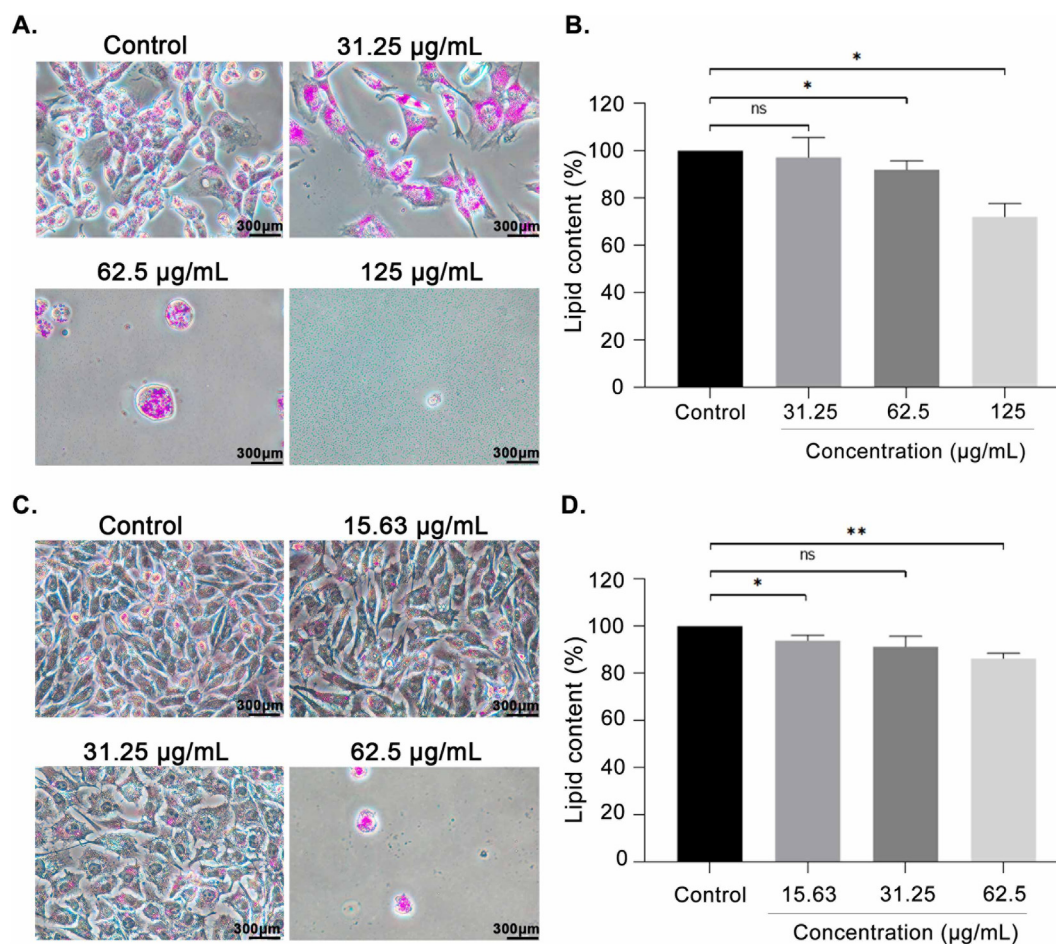 A.
Control
31.25 µg/mL
300µm
300µm
62.5 µg/mL
125 µg/mL
300µm
300µm
B.
*
*
ns
Lipid content (%)
120
100
80
60
40
20
0
Control
31.25
62.5
125
Concentration (µg/mL)
C.
Control
15.63 µg/mL
300µm
300µm
31.25 µg/mL
62.5 µg/mL
300µm
300µm
D.
**
ns
*
Lipid content (%)
120
100
80
60
40
20
0
Control
15.63
31.25
62.5
Concentration (µg/mL)